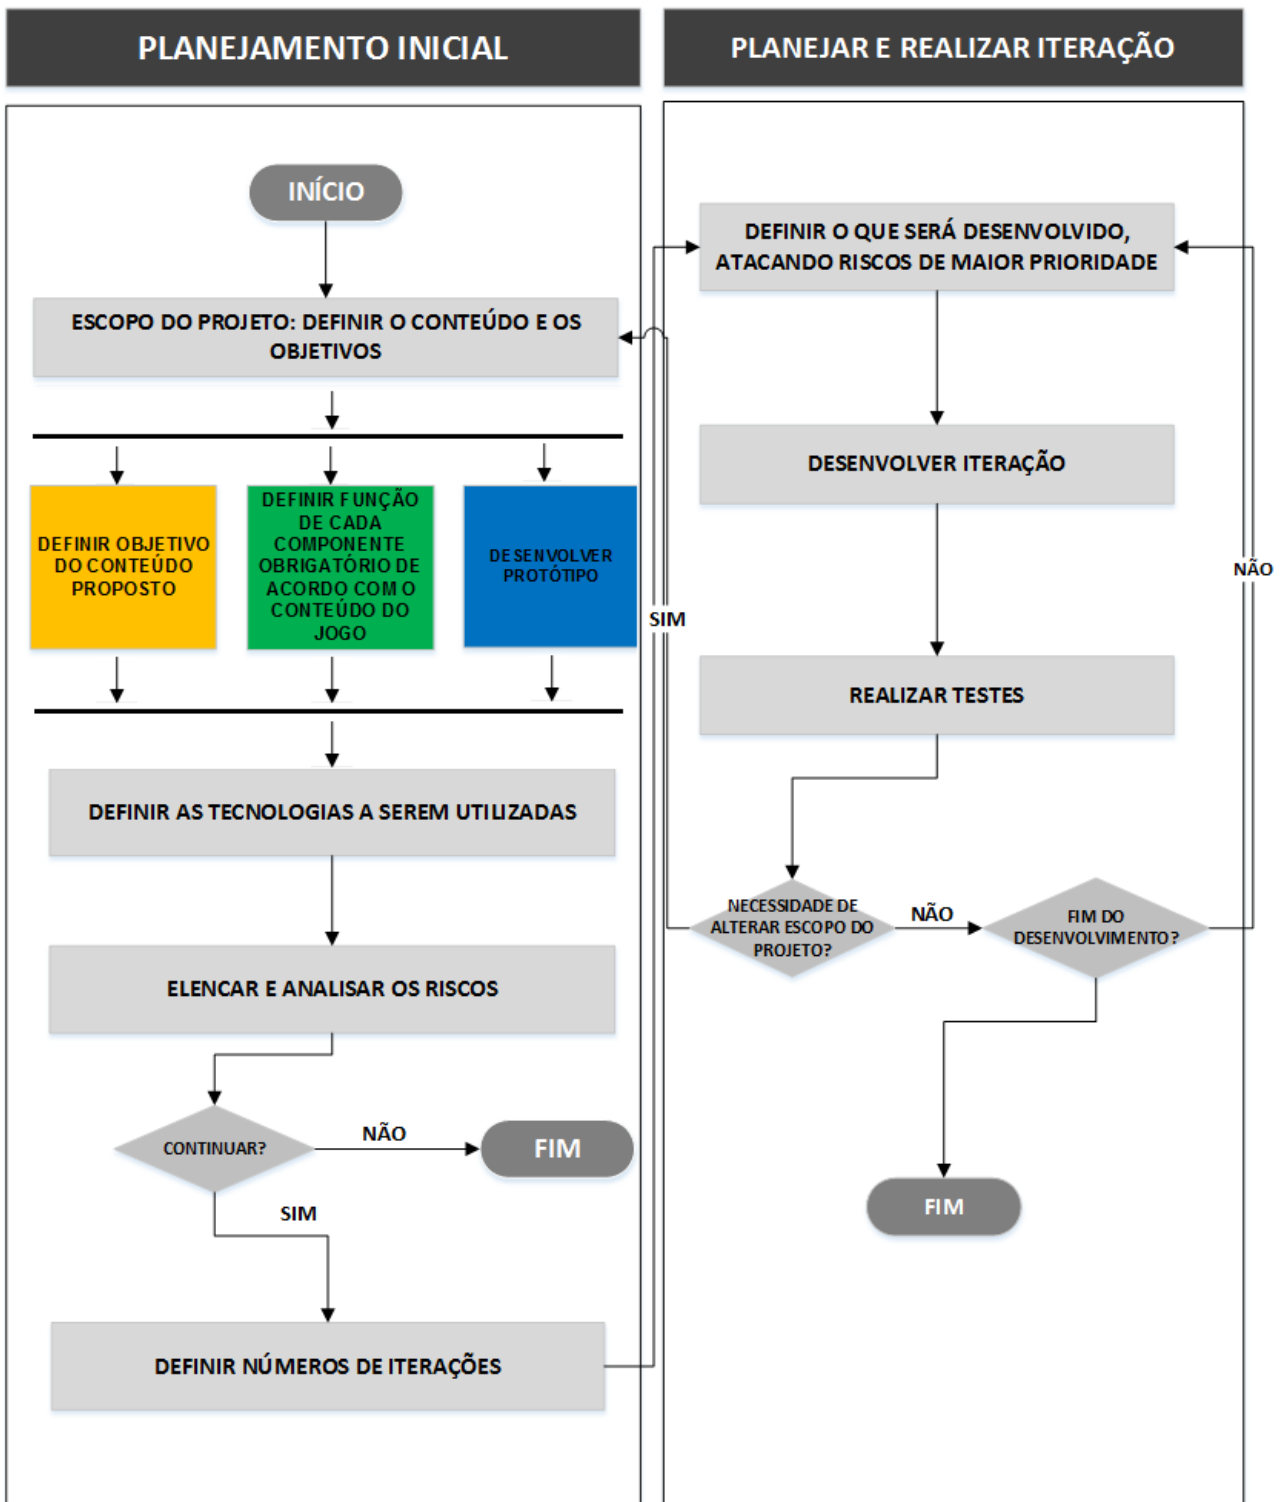 PLANEJAMENTO INICIAL
INÍCIO
ESCOPO DO PROJETO: DEFINIR O CONTEÚDO E OS
OBJETIVOS
DEFINIR OBJETIVO
DO CONTEÚDO
PROPOSTO
DEFINIR FUNÇÃO
DE CADA
COMPONENTE
OBRIGATÓRIO DE
ACORDO COM O
CONTEÚDO DO
JOGO
DESENVOLVER
PROTÓTIPO
DEFINIR AS TECNOLOGIAS A SEREM UTILIZADAS
ELENCAR E ANALISAR OS RISCOS
CONTINUAR?
NÃO
FIM
SIM
DEFINIR NÚMEROS DE ITERAÇÕES
PLANEJAR E REALIZAR ITERAÇÃO
DEFINIR O QUE SERÁ DESENVOLVIDO,
ATACANDO RISCOS DE MAIOR PRIORIDADE
DESENVOLVER ITERAÇÃO
NÃO
SIM
REALIZAR TESTES
NECESSIDADE DE
ALTERAR ESCOPO DO
PROJETO?
NÃO
FIM DO
DESENVOLVIMENTO?
FIM